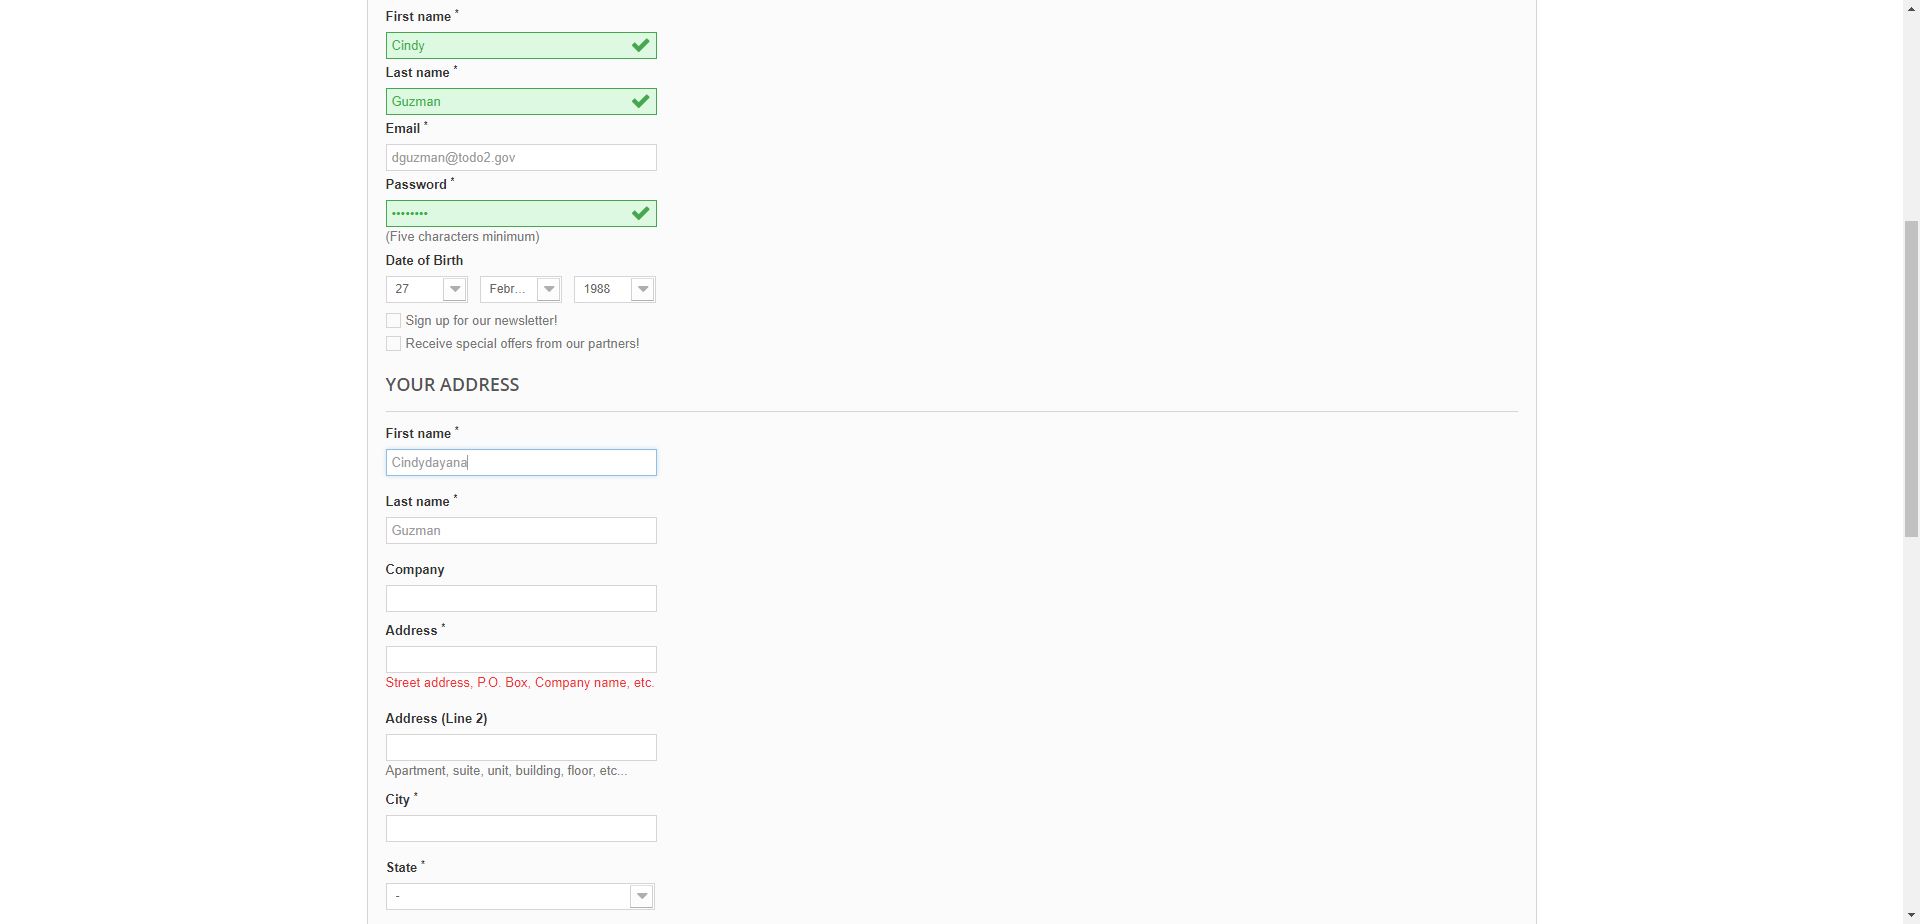 First name *
Cindy
Last name *
Guzman
Email *
dguzman@todo2.gov
Password *
••••••••
(Five characters minimum)
Date of Birth
27 Febr... 1988
Sign up for our newsletter!
Receive special offers from our partners!
YOUR ADDRESS
First name *
Cindydayana
Last name *
Guzman
Company
Address *
Street address, P.O. Box, Company name, etc.
Address (Line 2)
Apartment, suite, unit, building, floor, etc...
City *
State *
-